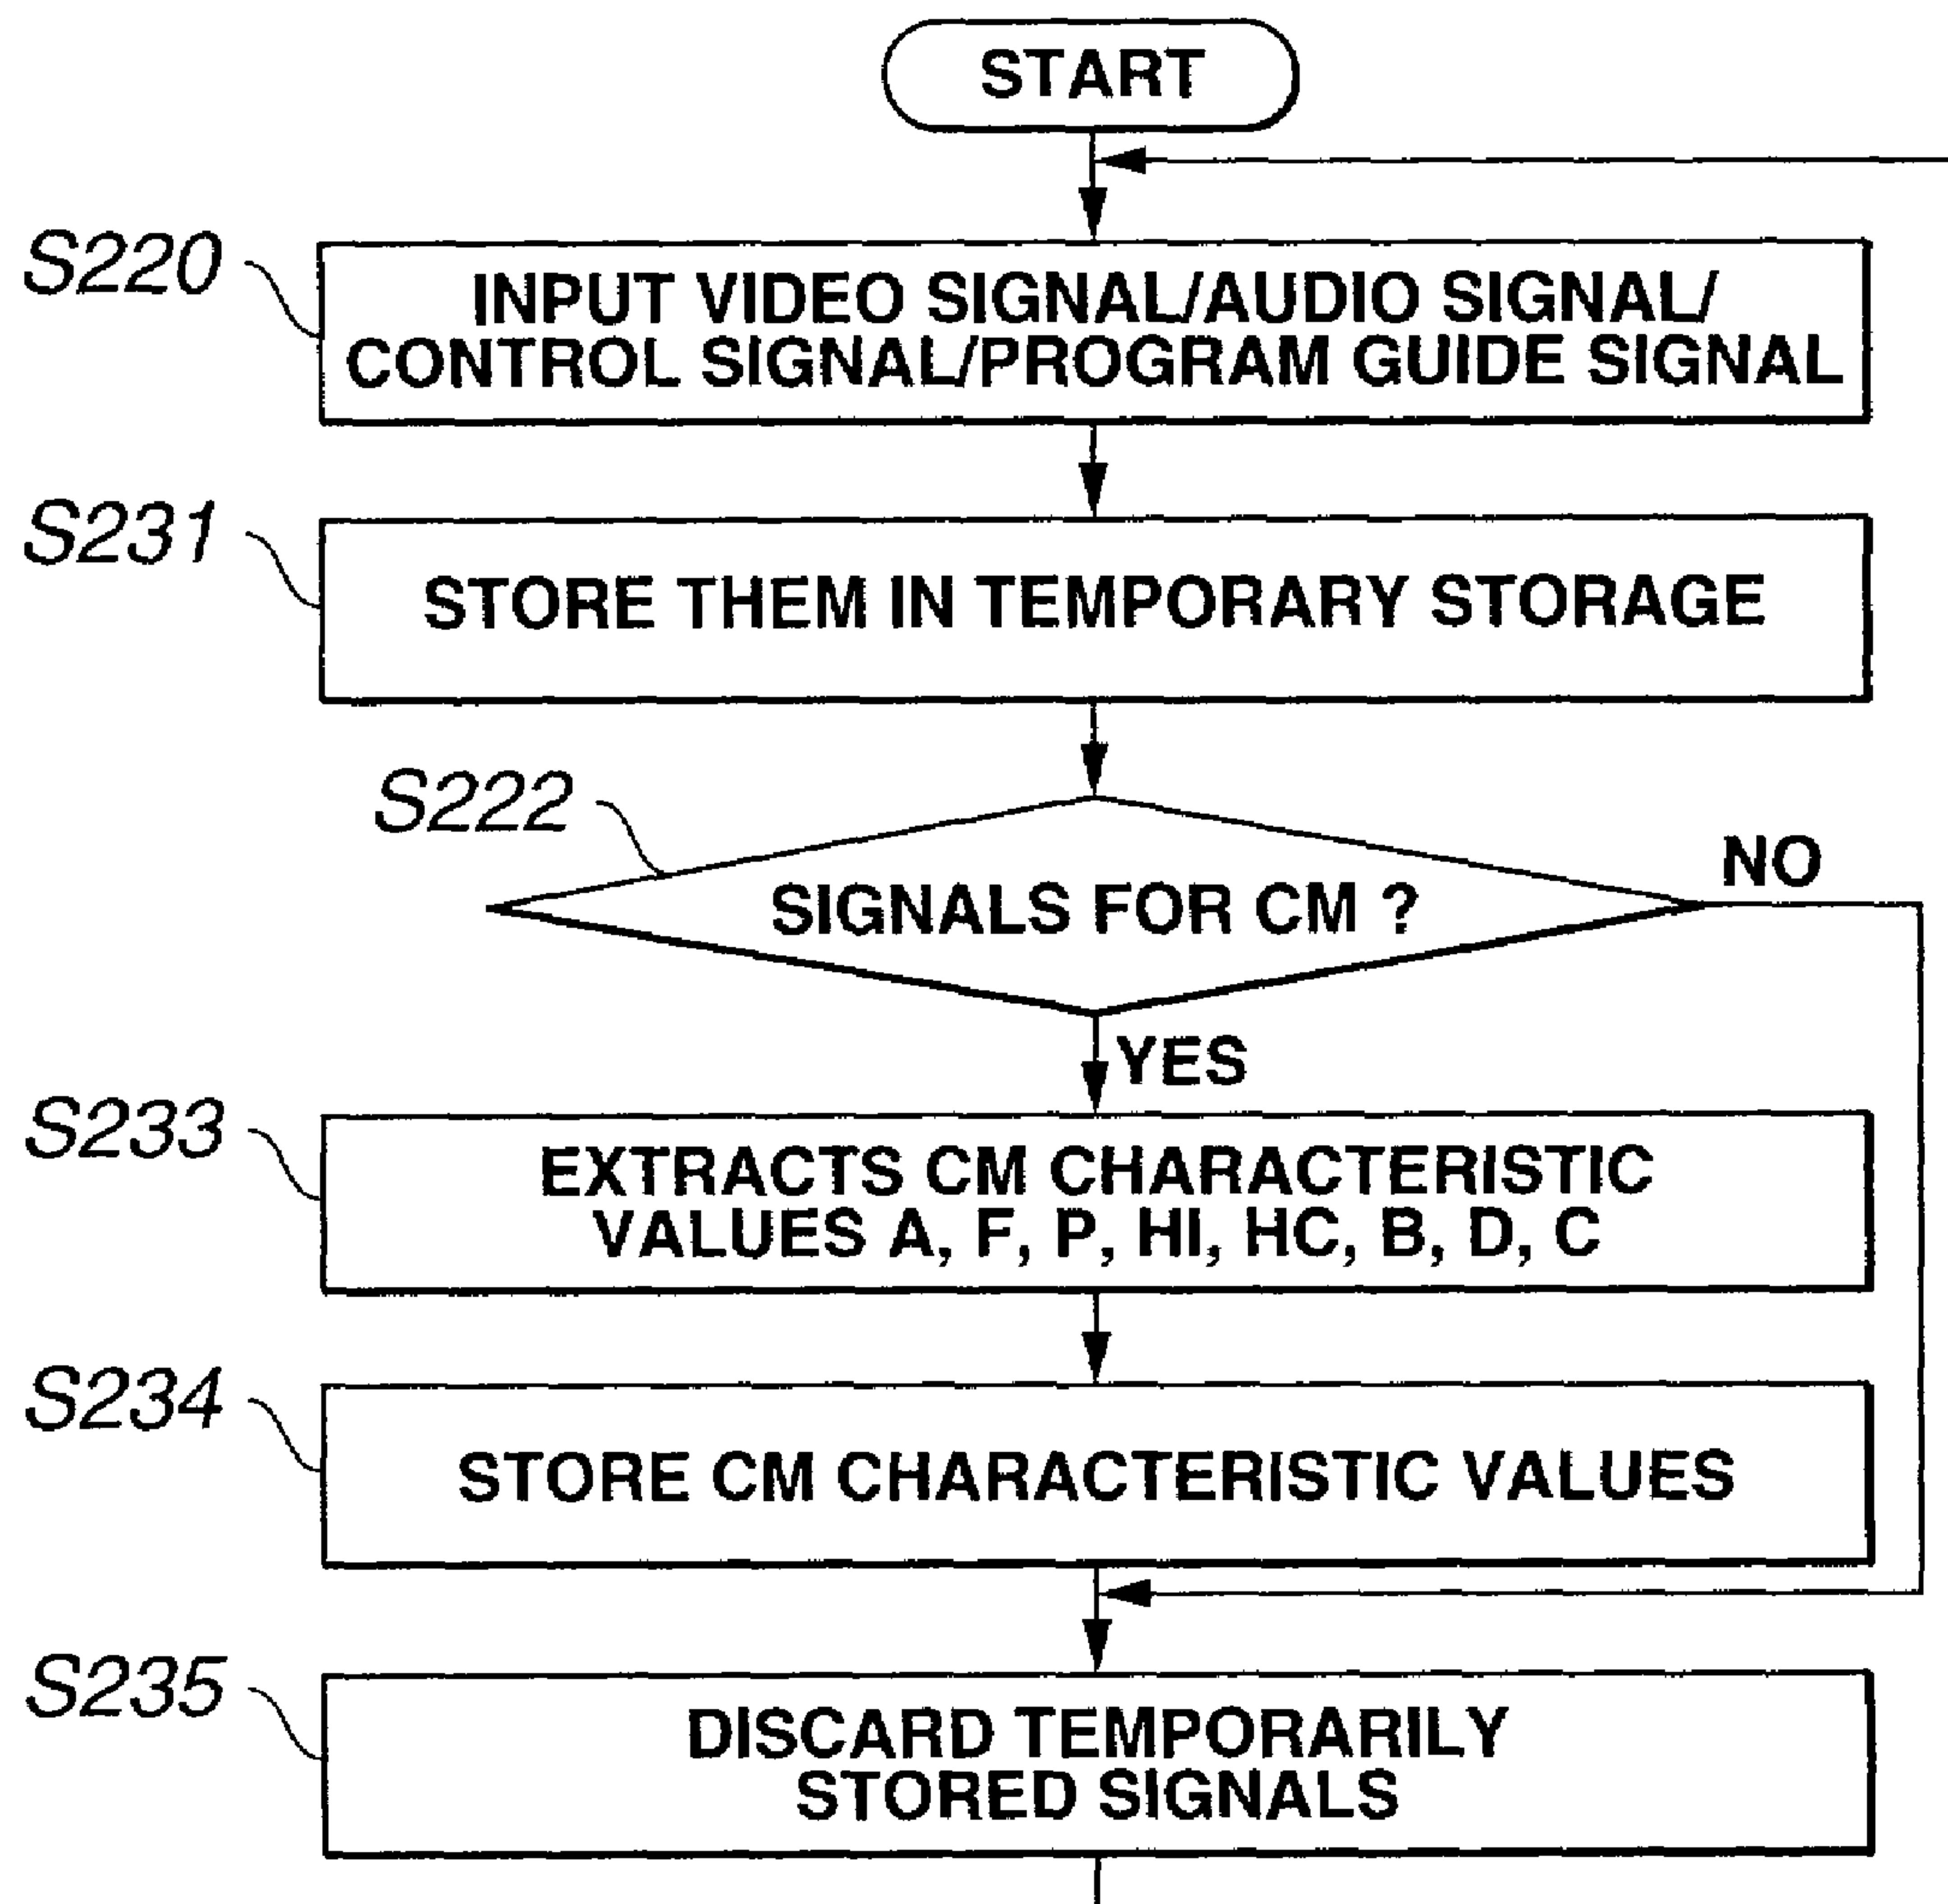 START
S220
INPUT VIDEO SIGNAL/AUDIO SIGNAL/
CONTROL SIGNAL/PROGRAM GUIDE SIGNAL
S231
STORE THEM IN TEMPORARY STORAGE
S222
SIGNALS FOR CM ?
NO
YES
S233
EXTRACTS CM CHARACTERISTIC
VALUES A, F, P, HI, HC, B, D, C
S234
STORE CM CHARACTERISTIC VALUES
S235
DISCARD TEMPORARILY
STORED SIGNALS